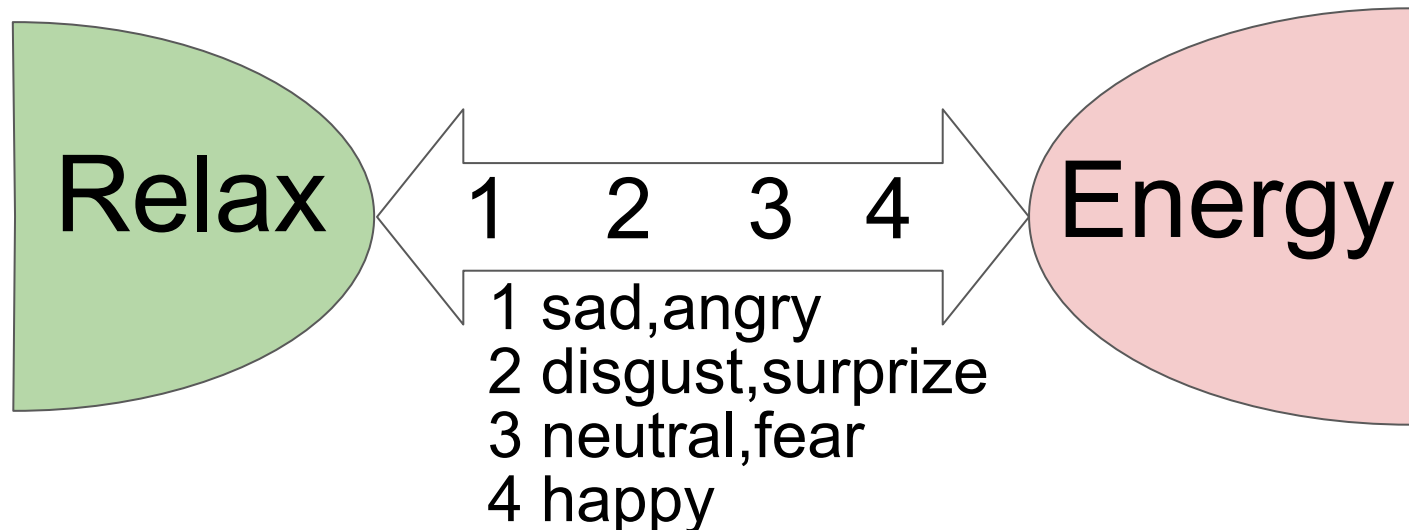 Relax
1 2 3 4
Energy
1 sad,angry
2 disgust,surprize
3 neutral,fear
4 happy